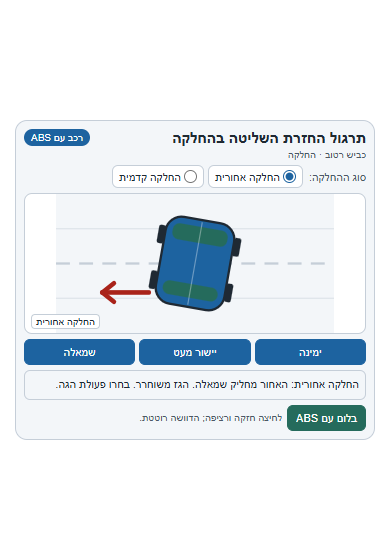 תרגול החזרת השליטה בהחלקה
רכב עם ABS
כביש רטוב · החלקה
סוג ההחלקה: החלקה אחורית החלקה קדמית
החלקה אחורית
ימינה
יישור מעט
שמאלה
החלקה אחורית: האחור מחליק שמאלה. הגז משוחרר. בחרו פעולת הגה.
בלום עם ABS
לחיצה חזקה ורציפה; הדוושה רוטטת.